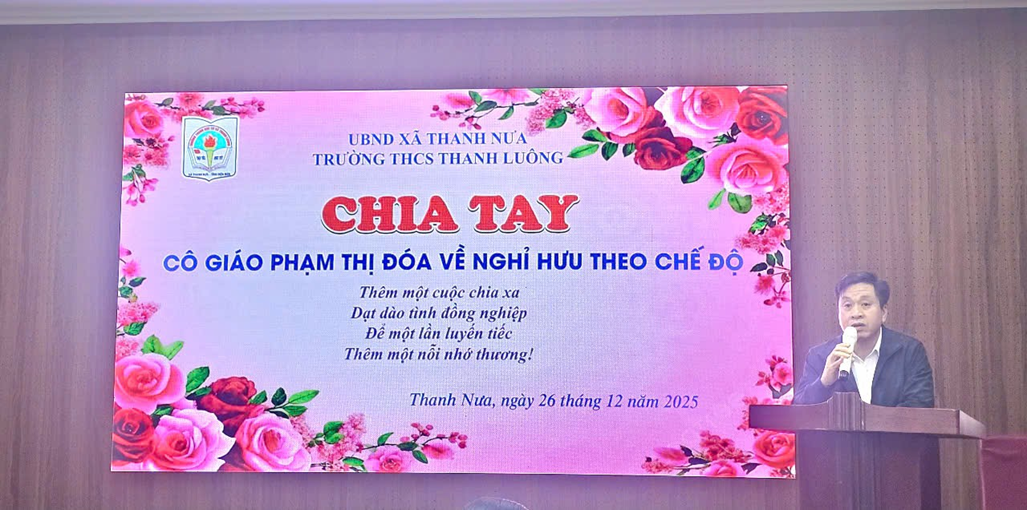 UBND XÃ THANH NƯA
TRƯỜNG THCS THANH LUÔNG
CHIA TAY
CÔ GIÁO PHẠM THỊ ĐÓA VỀ NGHỈ HƯU THEO CHẾ ĐỘ
Thêm một cuộc chia xa
Dạt dào tình đồng nghiệp
Để một lần luyến tiếc
Thêm một nỗi nhớ thương!
Thanh Nưa, ngày 26 tháng 12 năm 2025